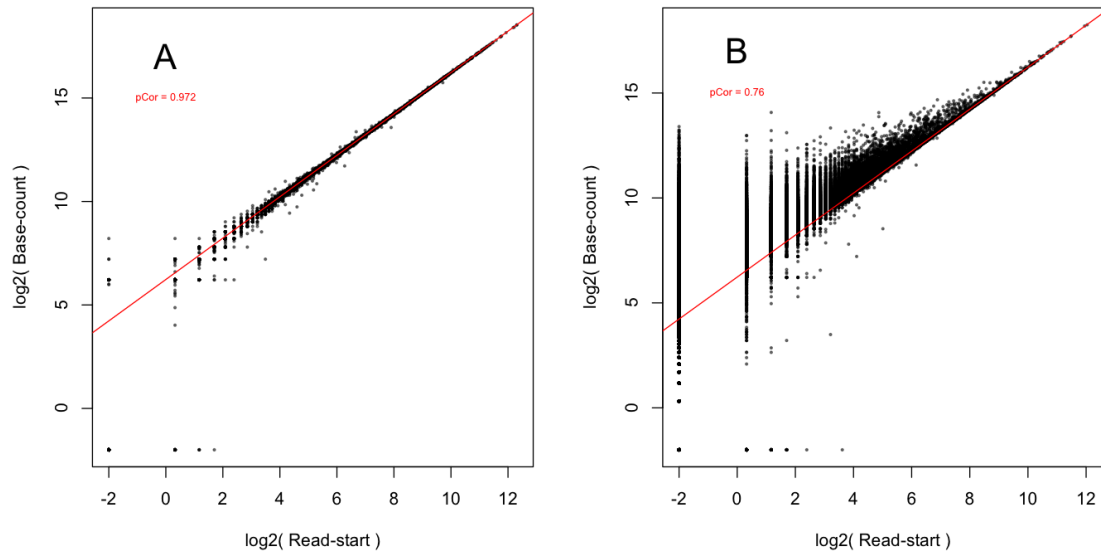 A
pCor = 0.972
log2( Base-count )
15
10
5
0
-2 0 2 4 6 8 10 12
log2( Read-start )
B
pCor = 0.76
log2( Base-count )
15
10
5
0
-2 0 2 4 6 8 10 12
log2( Read-start )